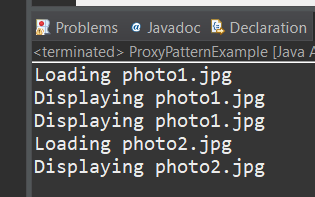 Problems @ Javadoc Declaration
<terminated> ProxyPatternExample [Java A
Loading photo1.jpg
Displaying photo1.jpg
Displaying photo1.jpg
Loading photo2.jpg
Displaying photo2.jpg